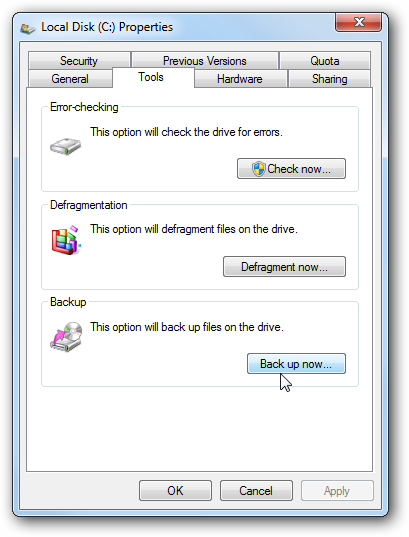 Local Disk (C:) Properties
Security Previous Versions Quota
General Tools Hardware Sharing
Error-checking
This option will check the drive for errors.
Check now...
Defragmentation
This option will defragment files on the drive.
Defragment now...
Backup
This option will back up files on the drive.
Back up now...
OK Cancel Apply